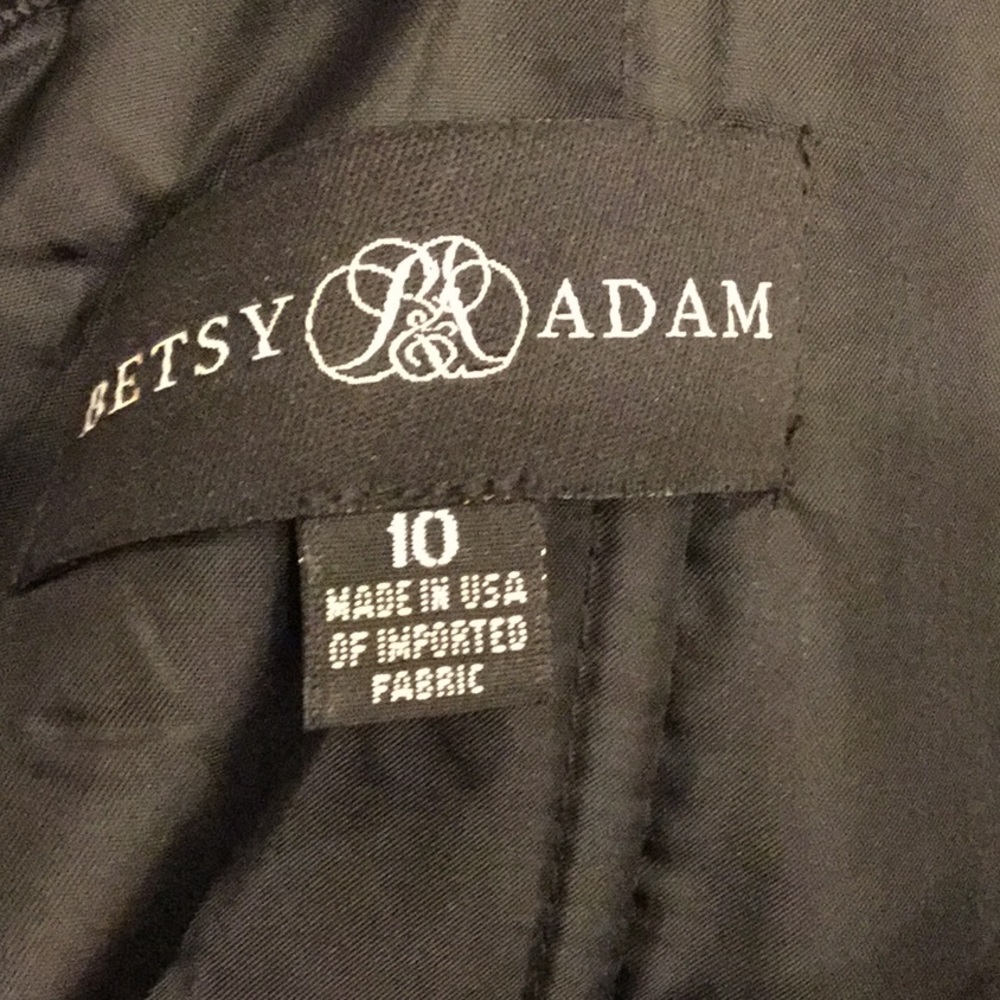 BETSY B&A ADAM
10
MADE IN USA
OF IMPORTED
FABRIC